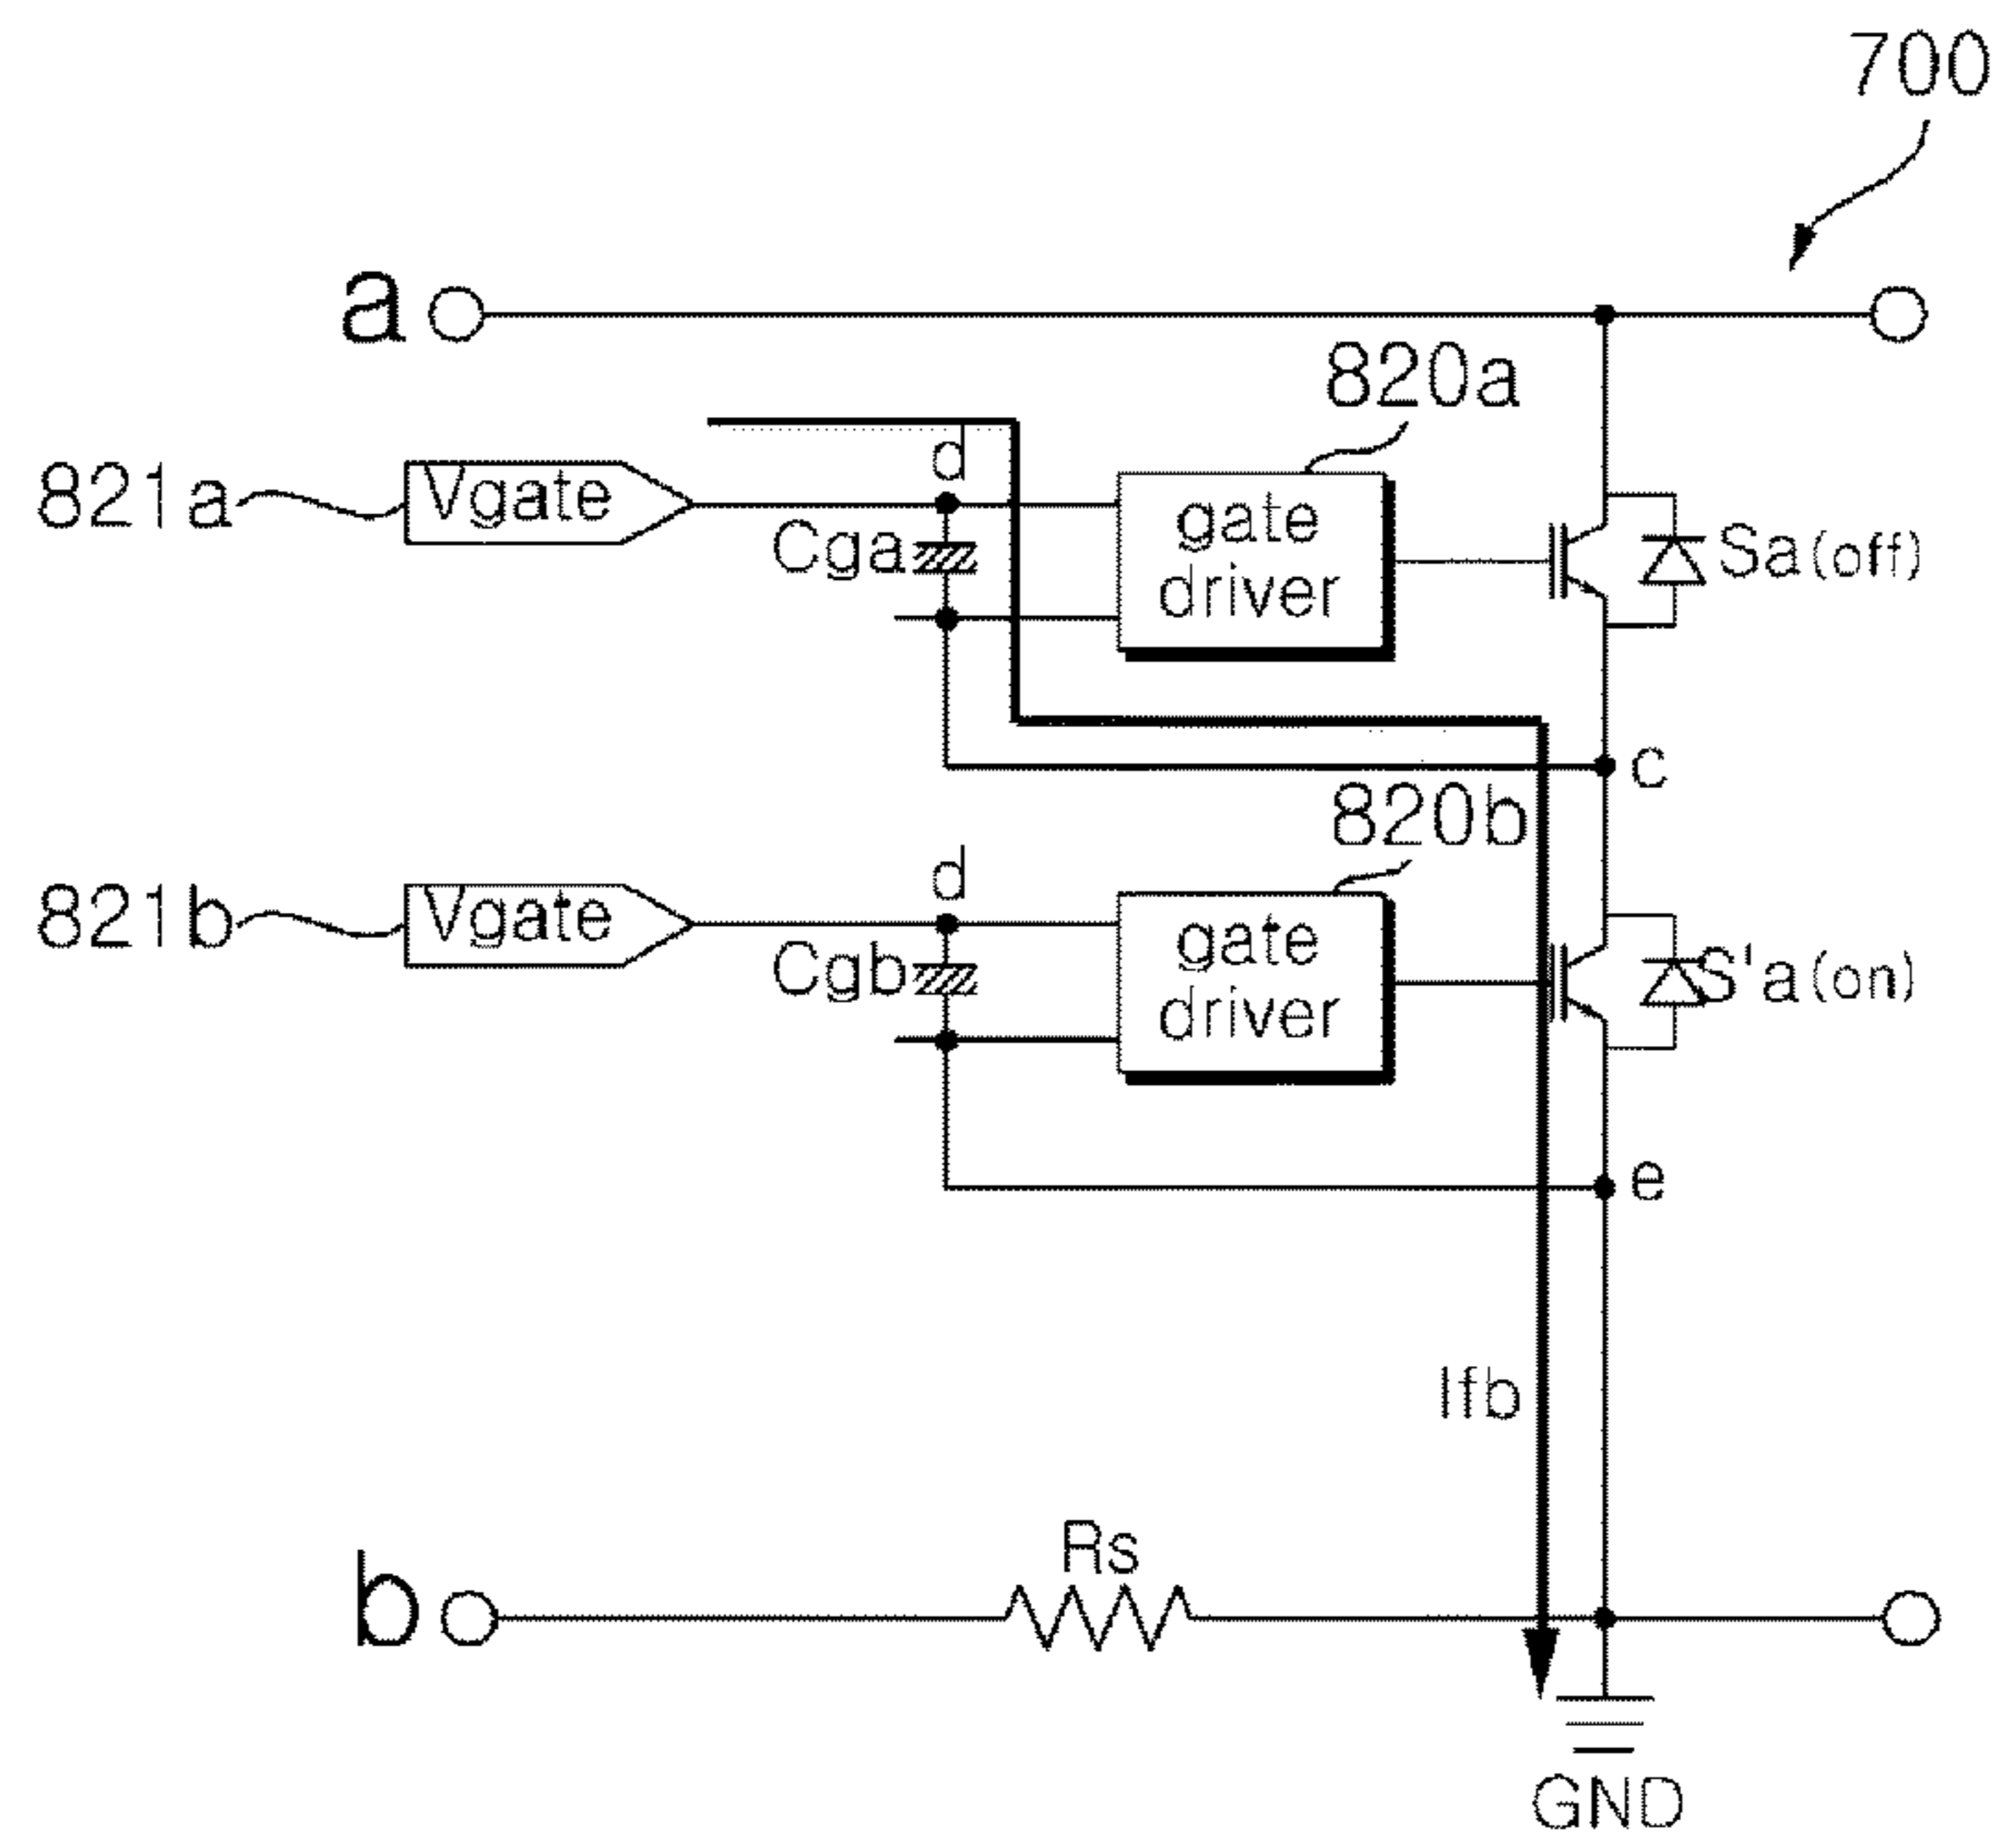 700
a
820a
d
821a
Vgate
Cga
gate
driver
Sa(off)
c
820b
d
821b
Vgate
Cgb
gate
driver
S'a(on)
e
Ifb
Rs
b
GND